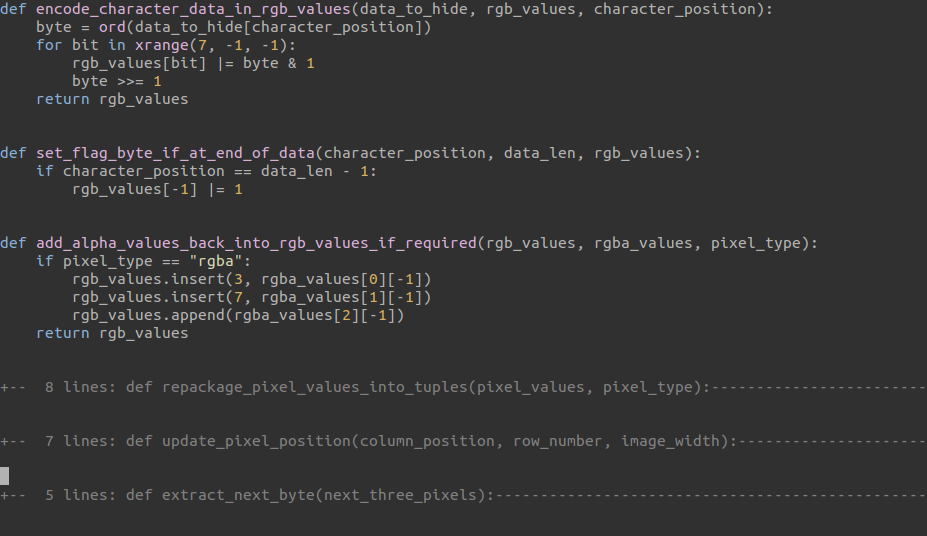 def encode_character_data_in_rgb_values(data_to_hide, rgb_values, character_position):
    byte = ord(data_to_hide[character_position])
    for bit in xrange(7, -1, -1):
        rgb_values[bit] |= byte & 1
        byte >>= 1
    return rgb_values
def set_flag_byte_if_at_end_of_data(character_position, data_len, rgb_values):
    if character_position == data_len - 1:
        rgb_values[-1] |= 1
def add_alpha_values_back_into_rgb_values_if_required(rgb_values, rgba_values, pixel_type):
    if pixel_type == "rgba":
        rgb_values.insert(3, rgba_values[0][-1])
        rgb_values.insert(7, rgba_values[1][-1])
        rgb_values.append(rgba_values[2][-1])
    return rgb_values
+--  8 lines: def repackage_pixel_values_into_tuples(pixel_values, pixel_type):------------------------
+--  7 lines: def update_pixel_position(column_position, row_number, image_width):---------------------
+--  5 lines: def extract_next_byte(next_three_pixels):------------------------------------------------